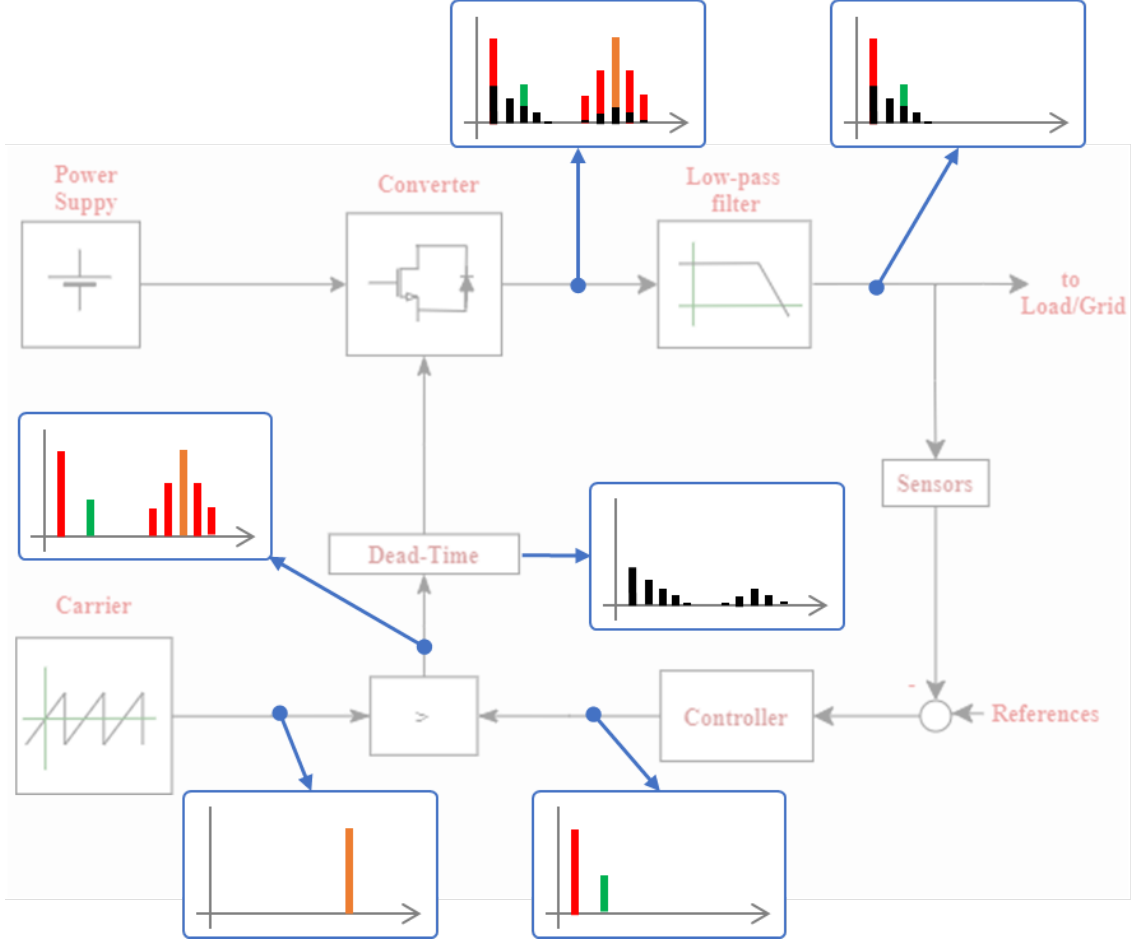 Power
Suppy
Converter
Low-pass
filter
to
Load/Grid
Sensors
Dead-Time
Carrier
>
Controller
-
References